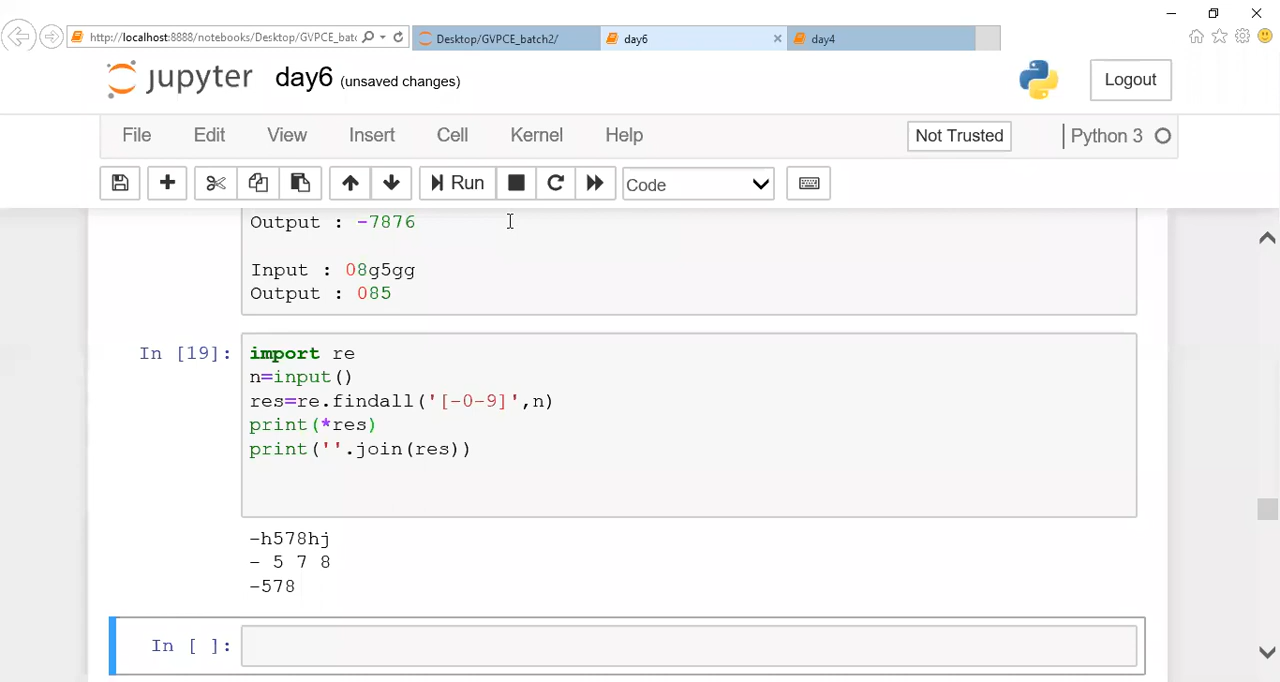 http://localhost:8888/notebooks/Desktop/GVPCE_batc
Desktop/GVPCE_batch2/
day6
day4
jupyter day6 (unsaved changes)
Logout
File Edit View Insert Cell Kernel Help
Not Trusted
Python 3
Run
Code
Output : -7876
Input : 08g5gg
Output : 085
In [19]:
import re
n=input()
res=re.findall('[-0-9]',n)
print(*res)
print(''.join(res))
-h578hj
- 5 7 8
-578
In [ ]: